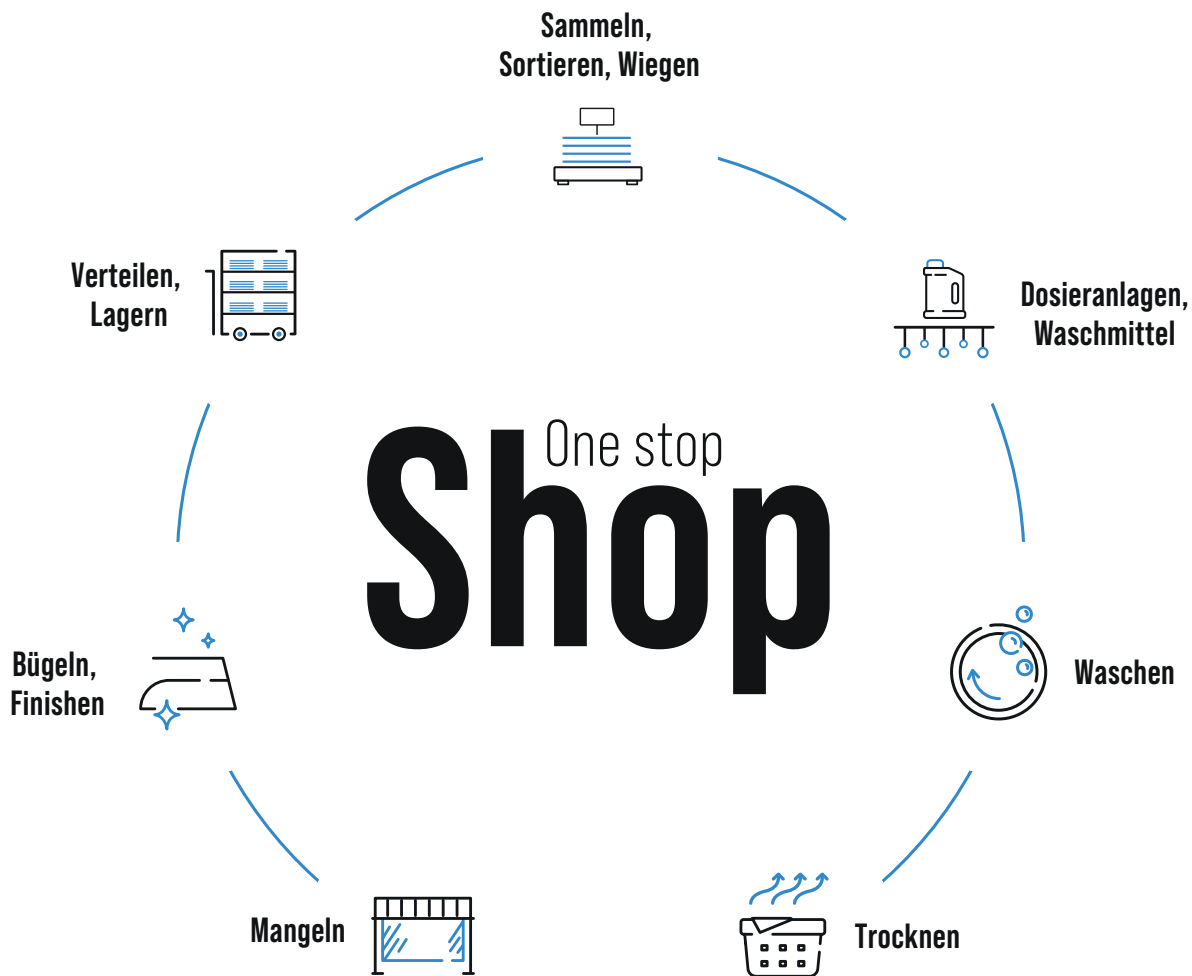 Sammeln,
Sortieren, Wiegen
Verteilen,
Lagern
Dosieranlagen,
Waschmittel
One stop
Shop
Bügeln,
Finishen
Waschen
Mangeln
Trocknen